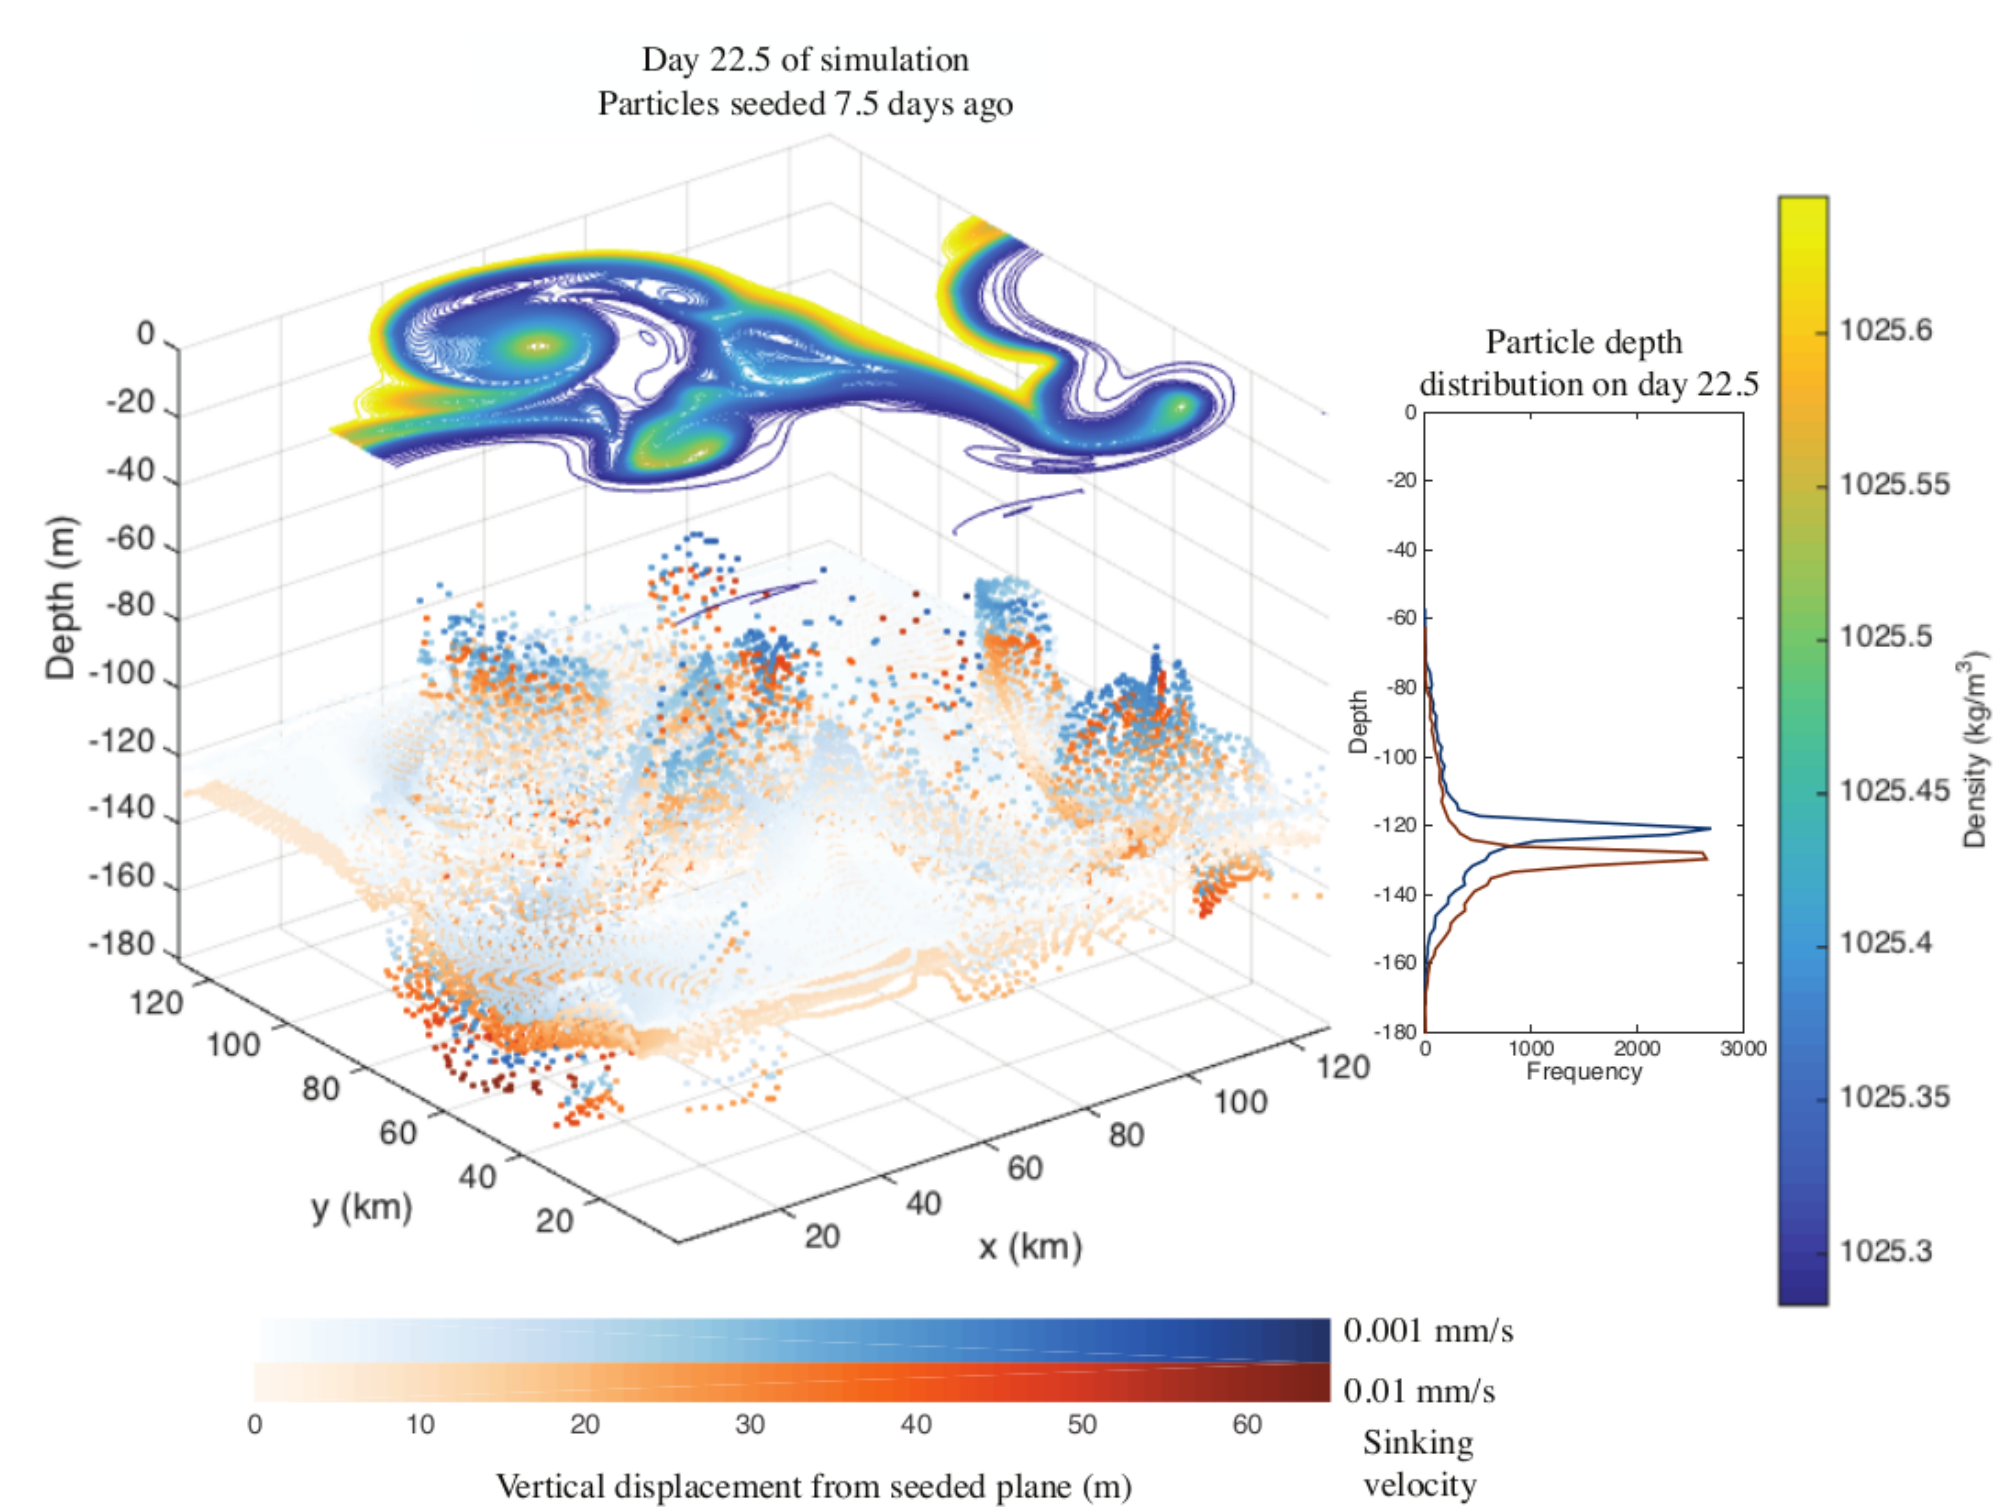 Day 22.5 of simulation
Particles seeded 7.5 days ago
0
-20
-40
-60
-80
-100
-120
-140
-160
-180
Depth (m)
120
100
80
60
40
20
y (km)
20
40
60
80
100
120
x (km)
Particle depth
distribution on day 22.5
0
-20
-40
-60
-80
-100
-120
-140
-160
-180
Depth
0 1000 2000 3000
Frequency
1025.6
1025.55
1025.5
1025.45
1025.4
1025.35
1025.3
Density (kg/m³)
0.001 mm/s
0.01 mm/s
0 10 20 30 40 50 60
Sinking
velocity
Vertical displacement from seeded plane (m)